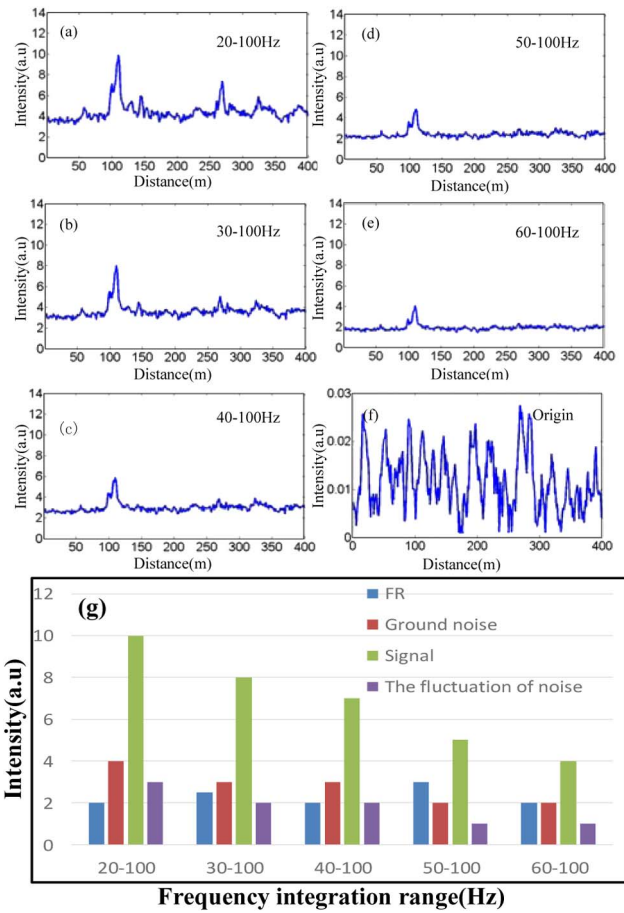 (a)
20-100Hz
Intensity(a.u)
14
12
10
8
6
4
2
0
50 100 150 200 250 300 350 400
Distance(m)
(d)
50-100Hz
Intensity(a.u)
14
12
10
8
6
4
2
0
50 100 150 200 250 300 350 400
Distance(m)
(b)
30-100Hz
Intensity(a.u)
14
12
10
8
6
4
2
0
50 100 150 200 250 300 350 400
Distance(m)
(e)
60-100Hz
Intensity(a.u)
14
12
10
8
6
4
2
0
50 100 150 200 250 300 350 400
Distance(m)
(c)
40-100Hz
Intensity(a.u)
14
12
10
8
6
4
2
0
50 100 150 200 250 300 350 400
Distance(m)
(f)
Origin
Intensity(a.u)
0.03
0.02
0.01
0
0 100 200 300 400
Distance(m)
(g)
FR
Ground noise
Signal
The fluctuation of noise
Intensity(a.u)
12
10
8
6
4
2
0
20-100 30-100 40-100 50-100 60-100
Frequency integration range(Hz)